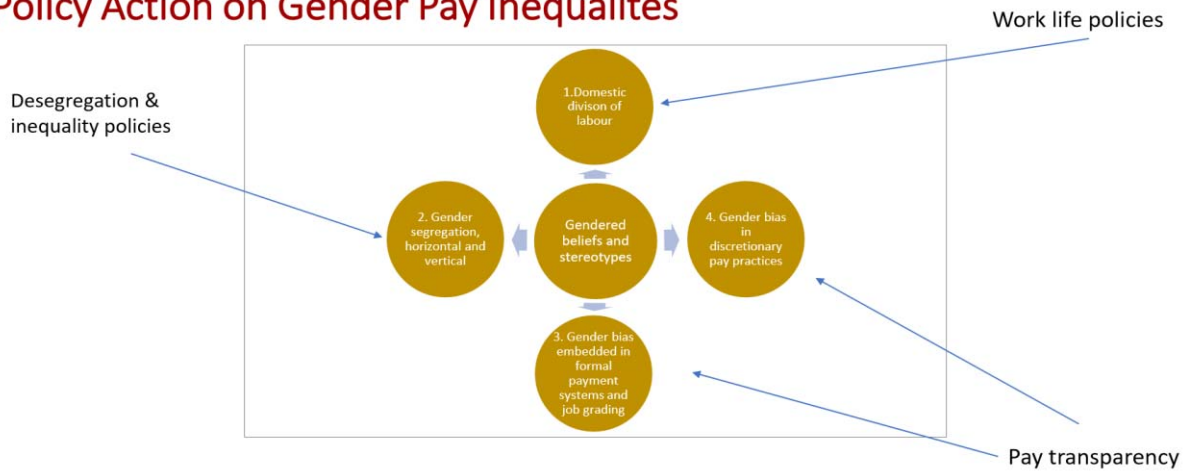 Policy Action on Gender Pay Inequalites
Work life policies
Desegregation &
inequality policies
1.Domestic
divison of
labour
2. Gender
segregation,
horizontal and
vertical
Gendered
beliefs and
stereotypes
4. Gender bias
in
discretionary
pay practices
3. Gender bias
embedded in
formal
payment
systems and
job grading
Pay transparency